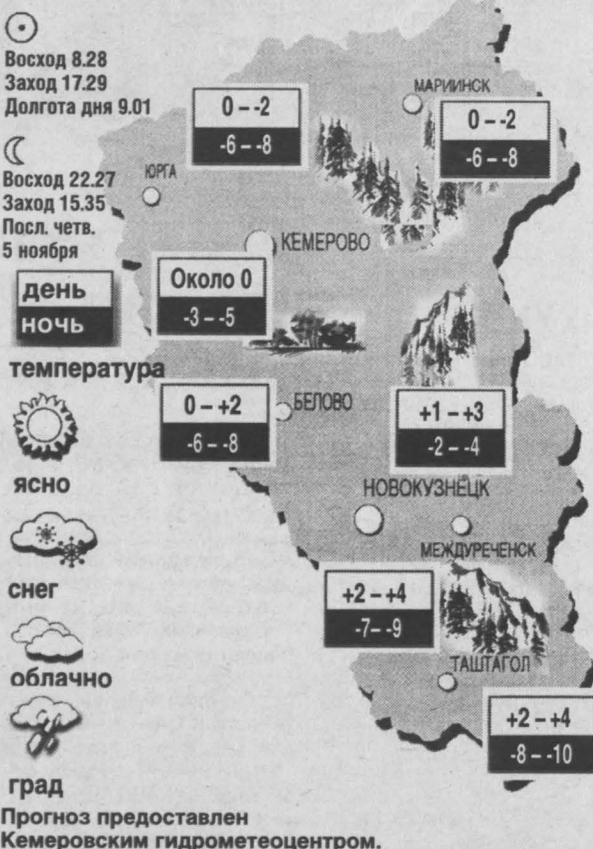 Восход 8.28
Заход 17.29
Долгота дня 9.01
Восход 22.27
Заход 15.35
Посл. четв.
5 ноября
день
ночь
температура
ясно
снег
облачно
град
МАРИИНСК
0 – -2
-6 – -8
0 – -2
-6 – -8
ЮРГА
КЕМЕРОВО
Около 0
-3 – -5
0 – +2
-6 – -8
БЕЛОВО
+1 – +3
-2 – -4
НОВОКУЗНЕЦК
МЕЖДУРЕЧЕНСК
+2 – +4
-7 – -9
ТАШТАГОЛ
+2 – +4
-8 – -10
Прогноз предоставлен
Кемеровским гидрометеоцентром.